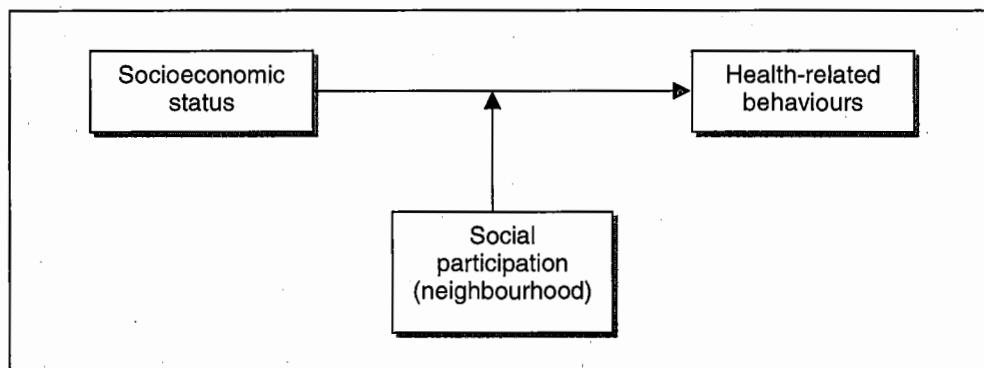 Socioeconomic
status
Health-related
behaviours
Social
participation
(neighbourhood)